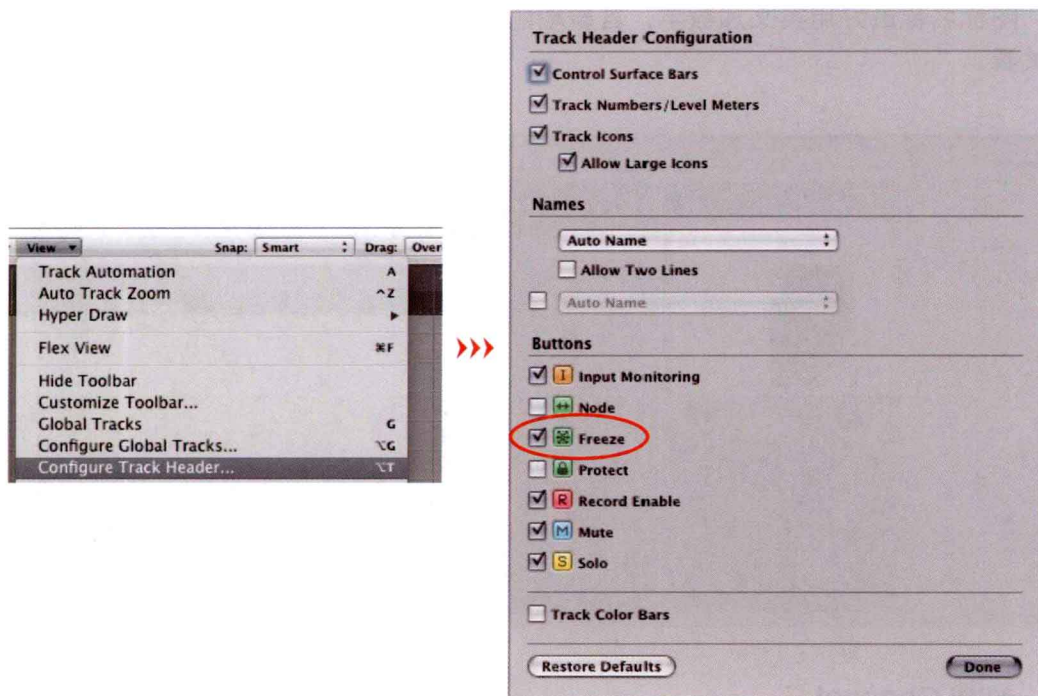 View
Snap: Smart Drag: Over
Track Automation A
Auto Track Zoom ^Z
Hyper Draw
Flex View ⌘F
Hide Toolbar
Customize Toolbar...
Global Tracks G
Configure Global Tracks... ⌥G
Configure Track Header... ⌥T
Track Header Configuration
Control Surface Bars
Track Numbers/Level Meters
Track Icons
Allow Large Icons
Names
Auto Name
Allow Two Lines
Auto Name
Buttons
I Input Monitoring
Node
Freeze
Protect
R Record Enable
M Mute
S Solo
Track Color Bars
Restore Defaults
Done